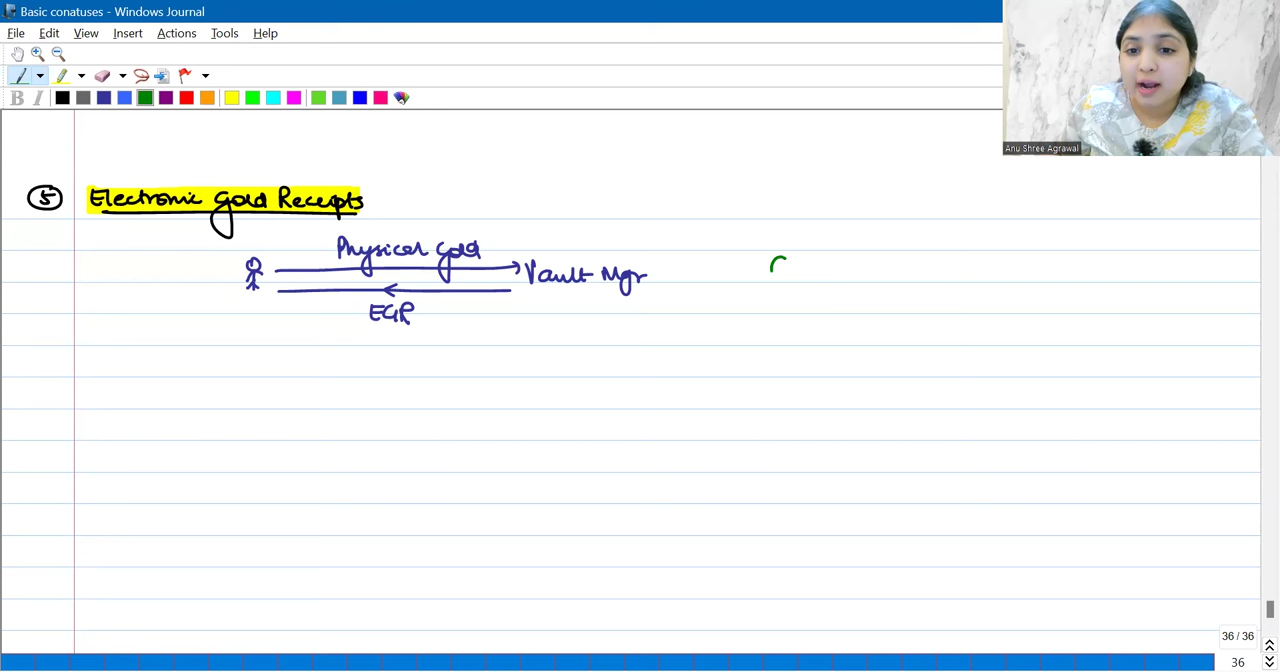 Basic conatuses - Windows Journal
File Edit View Insert Actions Tools Help
B I
Anu Shree Agrawal
5 Electronic Gold Receipts
Physical Gold
Vault Mgr
EGR
36 / 36
36